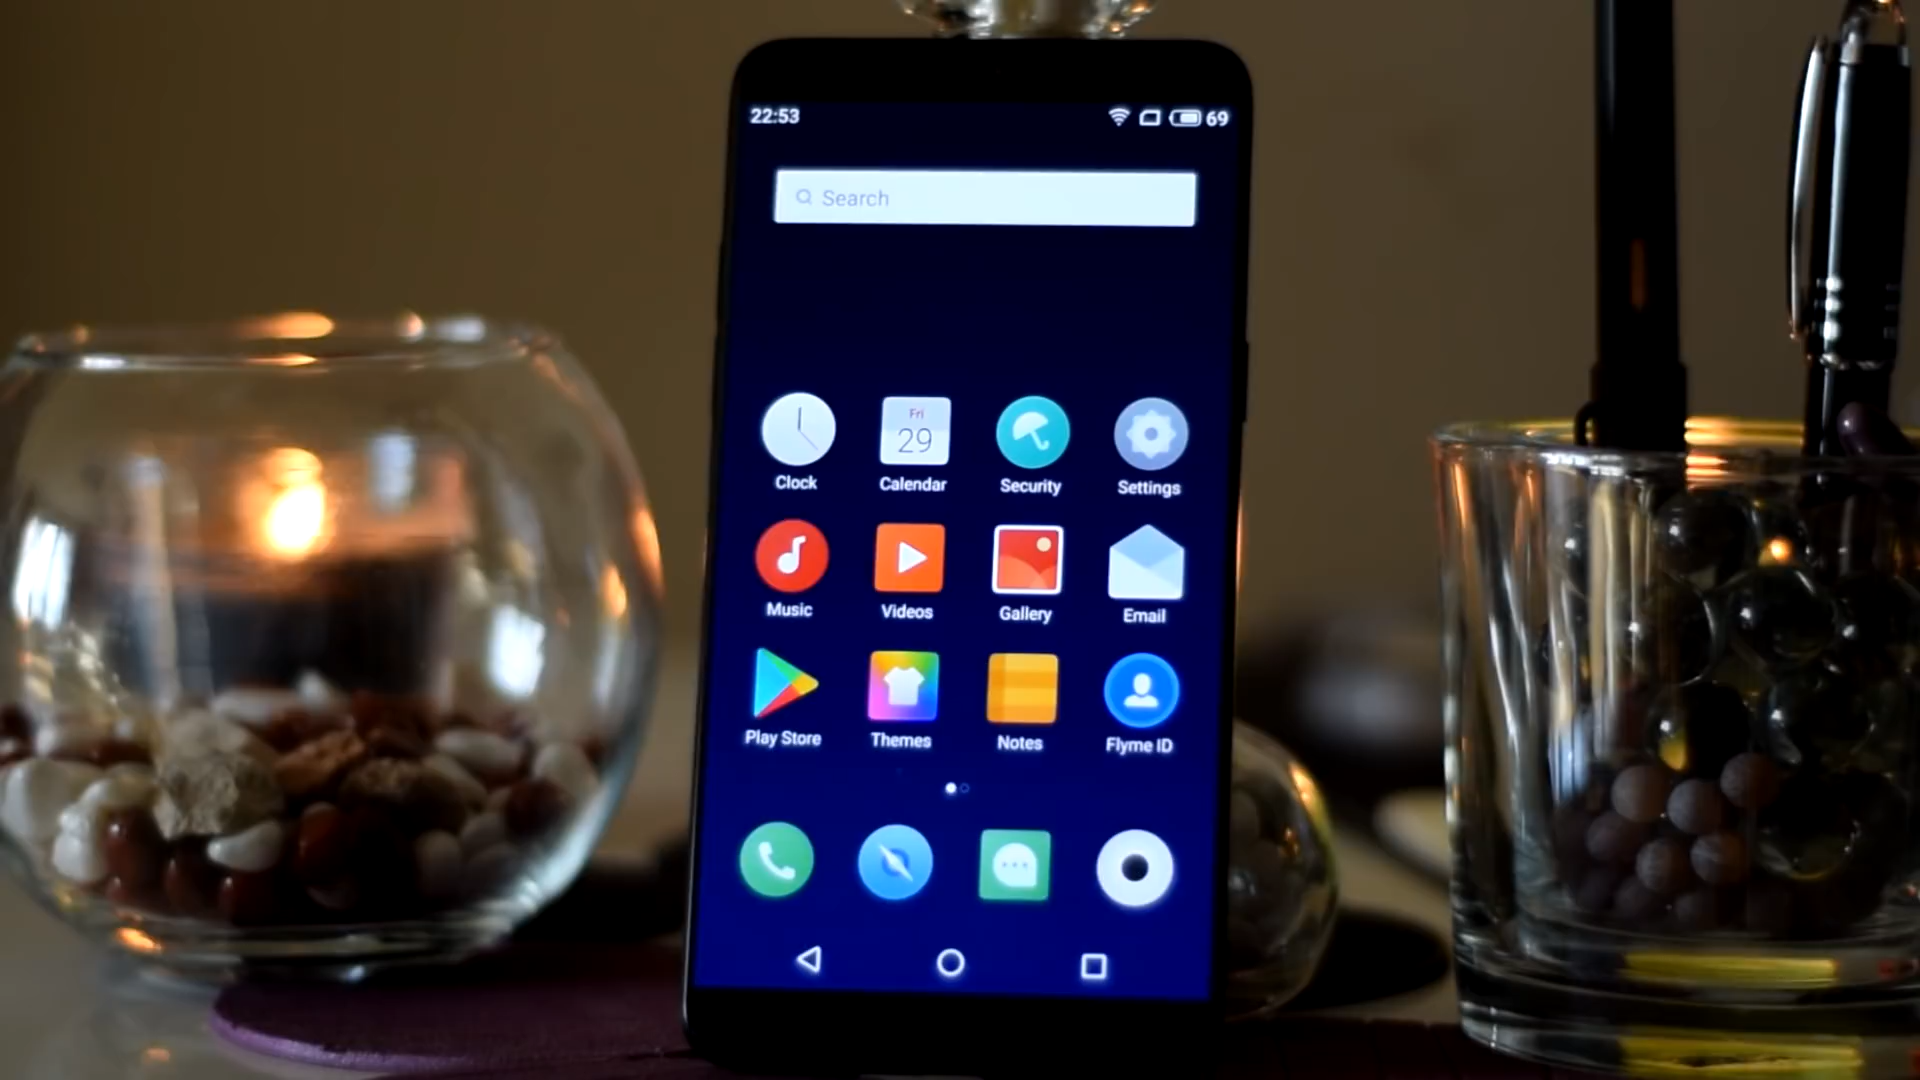 22:53 69
Search
Fri
29
Clock Calendar Security Settings
Music Videos Gallery Email
Play Store Themes Notes Flyme ID